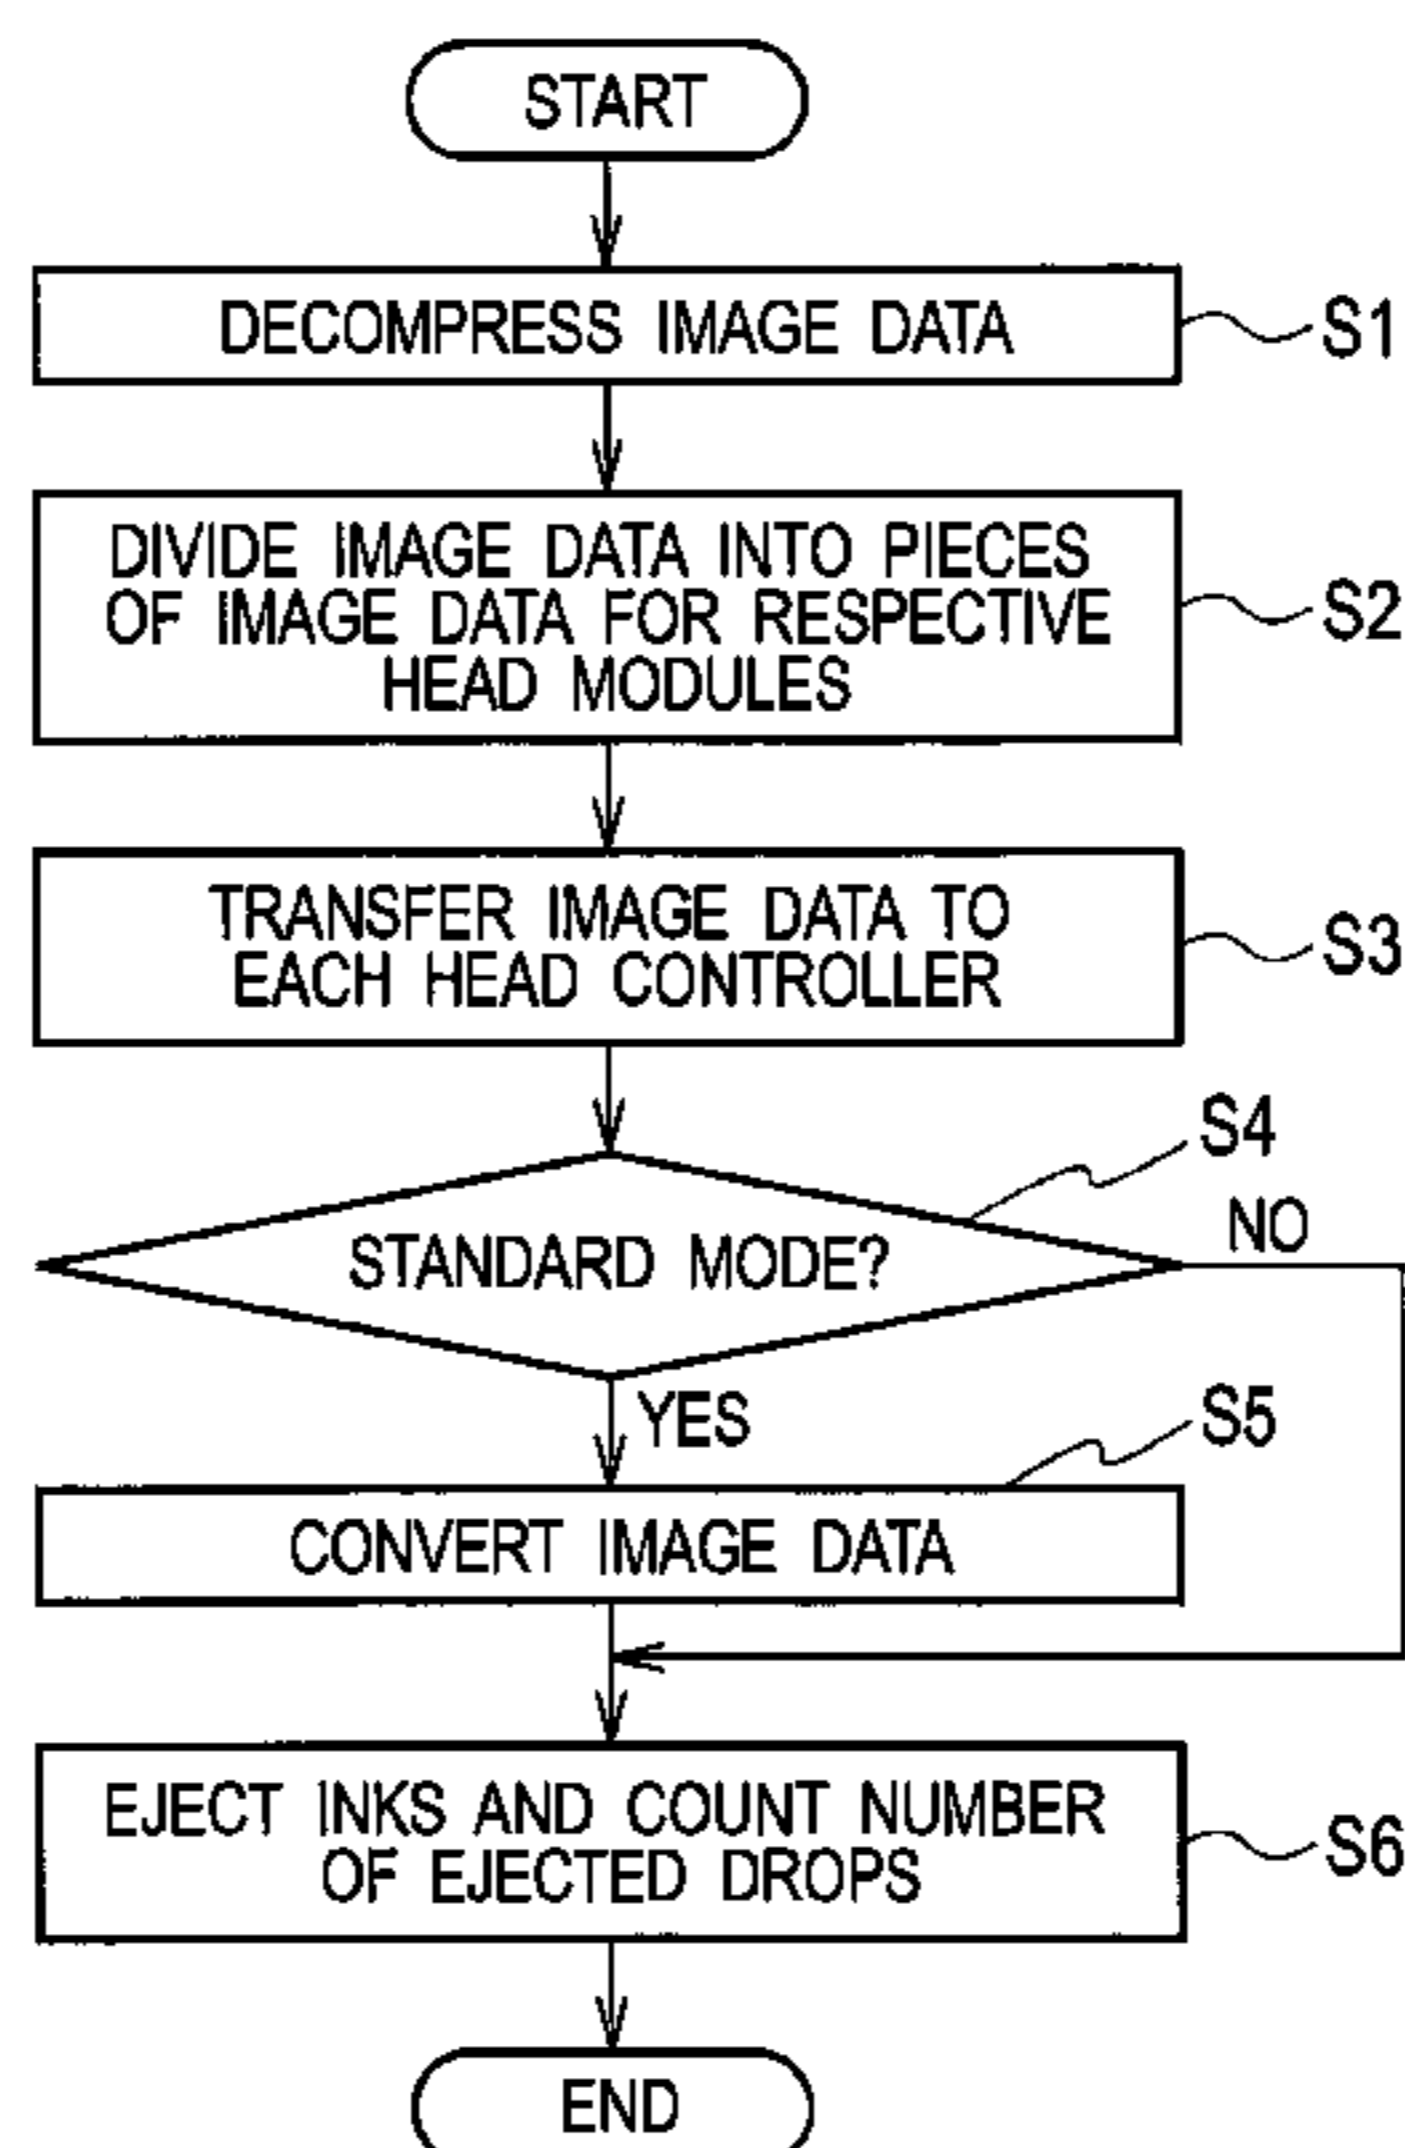 START
DECOMPRESS IMAGE DATA
S1
DIVIDE IMAGE DATA INTO PIECES
OF IMAGE DATA FOR RESPECTIVE
HEAD MODULES
S2
TRANSFER IMAGE DATA TO
EACH HEAD CONTROLLER
S3
S4
STANDARD MODE?
NO
YES
S5
CONVERT IMAGE DATA
EJECT INKS AND COUNT NUMBER
OF EJECTED DROPS
S6
END